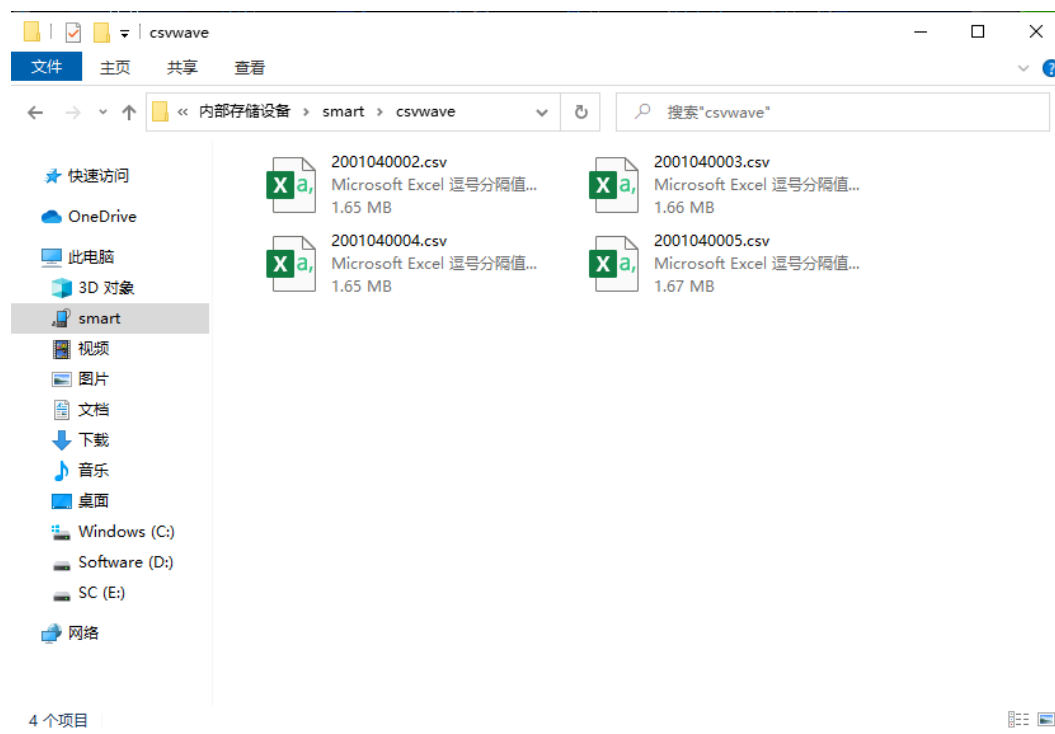 csvwave
文件 主页 共享 查看
« 内部存储设备 › smart › csvwave
搜索"csvwave"
快速访问
OneDrive
此电脑
3D 对象
smart
视频
图片
文档
下载
音乐
桌面
Windows (C:)
Software (D:)
SC (E:)
网络
2001040002.csv
Microsoft Excel 逗号分隔值...
1.65 MB
2001040003.csv
Microsoft Excel 逗号分隔值...
1.66 MB
2001040004.csv
Microsoft Excel 逗号分隔值...
1.65 MB
2001040005.csv
Microsoft Excel 逗号分隔值...
1.67 MB
4 个项目